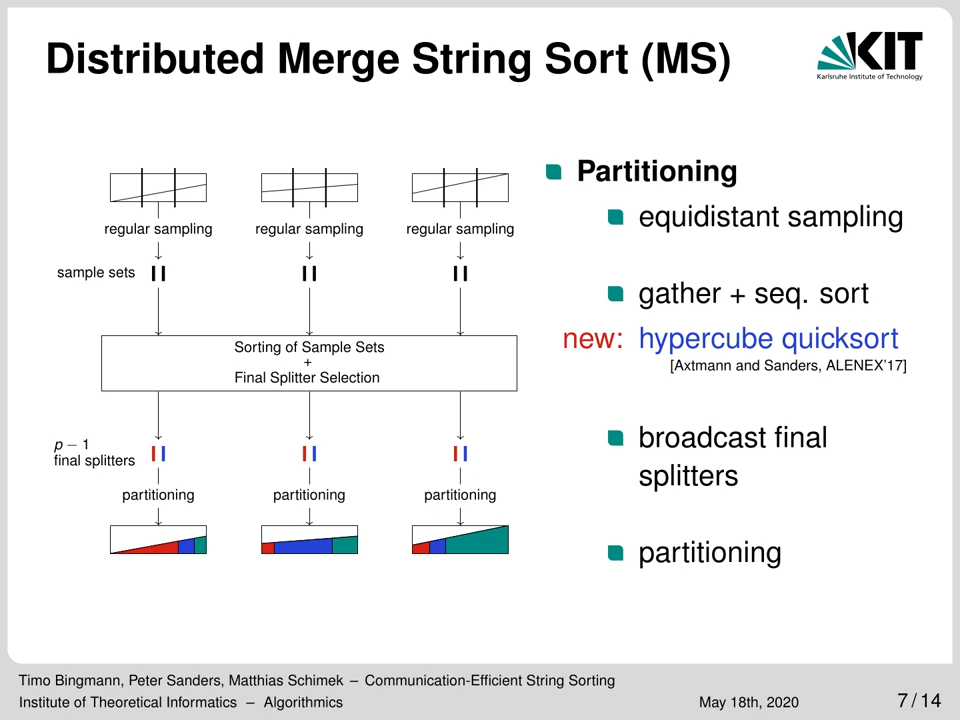 Distributed Merge String Sort (MS)
KIT
Karlsruhe Institute of Technology
regular sampling regular sampling regular sampling
sample sets
Sorting of Sample Sets
+
Final Splitter Selection
p − 1
final splitters
partitioning partitioning partitioning
Partitioning
equidistant sampling
gather + seq. sort
new: hypercube quicksort
[Axtmann and Sanders, ALENEX'17]
broadcast final
splitters
partitioning
Timo Bingmann, Peter Sanders, Matthias Schimek – Communication-Efficient String Sorting
Institute of Theoretical Informatics – Algorithmics May 18th, 2020 7 / 14